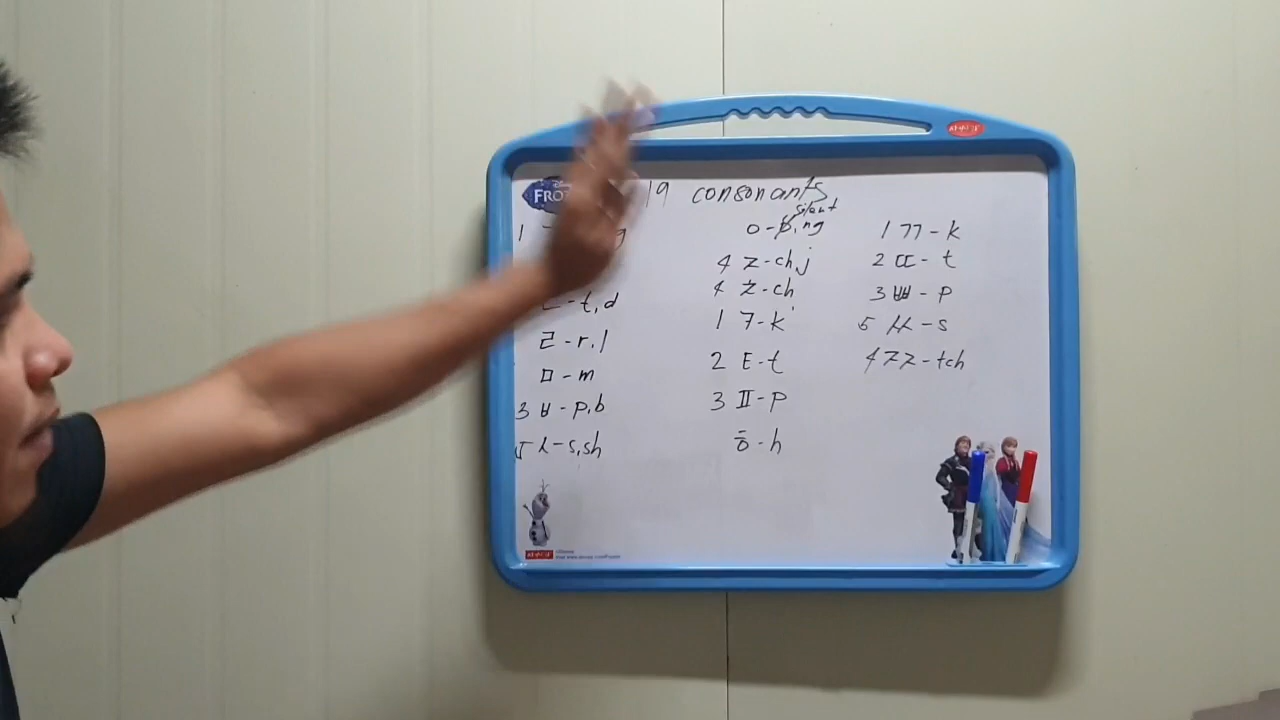 19 consonants
silent
1 ㄱ g
ㄷ-t,d
ㄹ-r,l
ㅁ-m
3 ㅂ-p,b
5 ㅅ-s,sh
ㅇ-p,ng
4 ㅈ-ch,j
4 ㅊ-ch
1 ㅋ-k'
2 ㅌ-t
3 ㅍ-p
ㅎ-h
1 ㄲ-k
2 ㄸ-t
3 ㅃ-p
5 ㅆ-s
4 ㅉ-tch